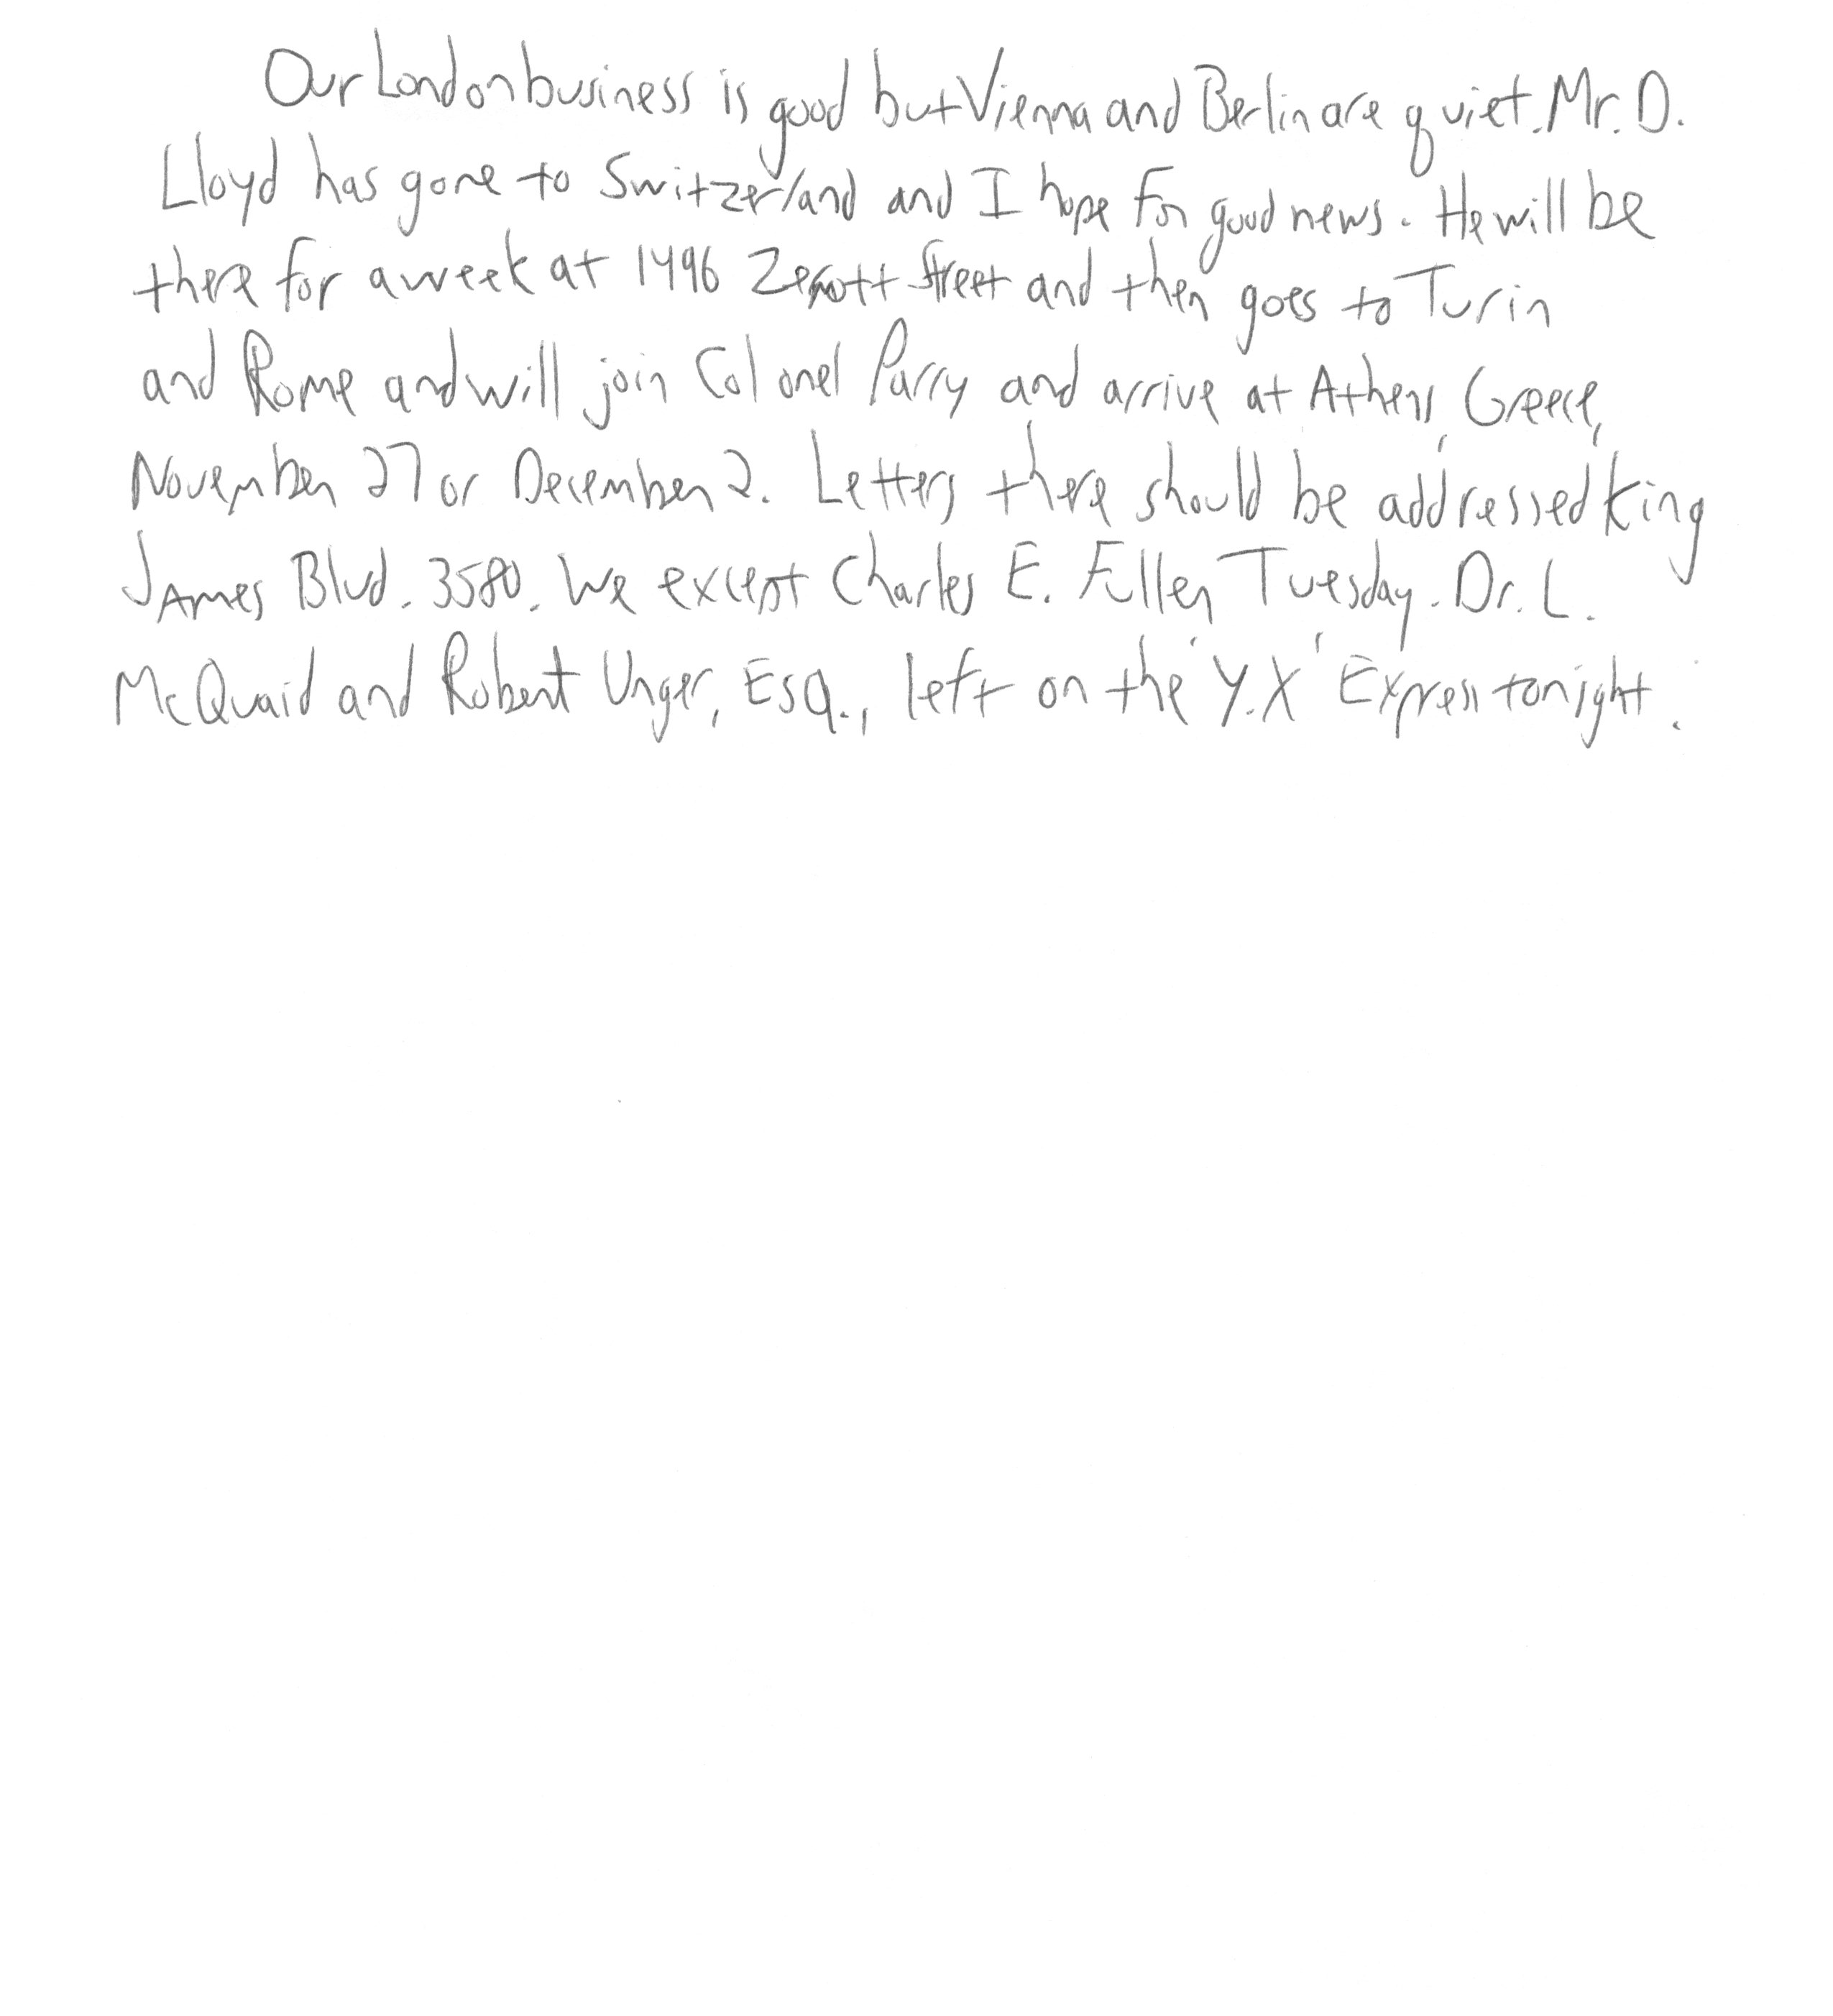 Our London business is good but Vienna and Berlin are quiet. Mr. D.
Lloyd has gone to Switzerland and I hope for good news. He will be
there for a week at 1496 Zermott Street and then goes to Turin
and Rome and will join Colonel Parry and arrive at Athens, Greece,
November 27 or December 2. Letters there should be addressed King
James Blvd. 3580. We expect Charles E. Fuller Tuesday. Dr. L.
McQuaid and Robert Unger, Esq., left on the 'Y.X' Express tonight.